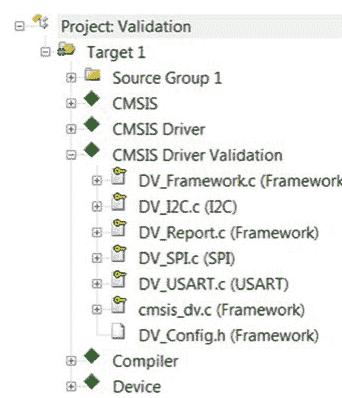 Project: Validation
Target 1
Source Group 1
CMSIS
CMSIS Driver
CMSIS Driver Validation
DV_Framework.c (Framework
DV_I2C.c (I2C)
DV_Report.c (Framework)
DV_SPI.c (SPI)
DV_USART.c (USART)
cmsis_dv.c (Framework)
DV_Config.h (Framework)
Compiler
Device